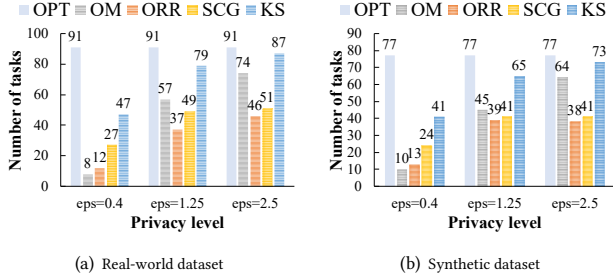 OPT OM ORR SCG KS
Number of tasks
100
80
60
40
20
0
91 8 12 27 47
91 57 37 49 79
91 74 46 51 87
eps=0.4 eps=1.25 eps=2.5
Privacy level
(a) Real-world dataset
OPT OM ORR SCG KS
Number of tasks
90
80
70
60
50
40
30
20
10
0
77 10 13 24 41
77 45 39 41 65
77 64 38 41 73
eps=0.4 eps=1.25 eps=2.5
Privacy level
(b) Synthetic dataset